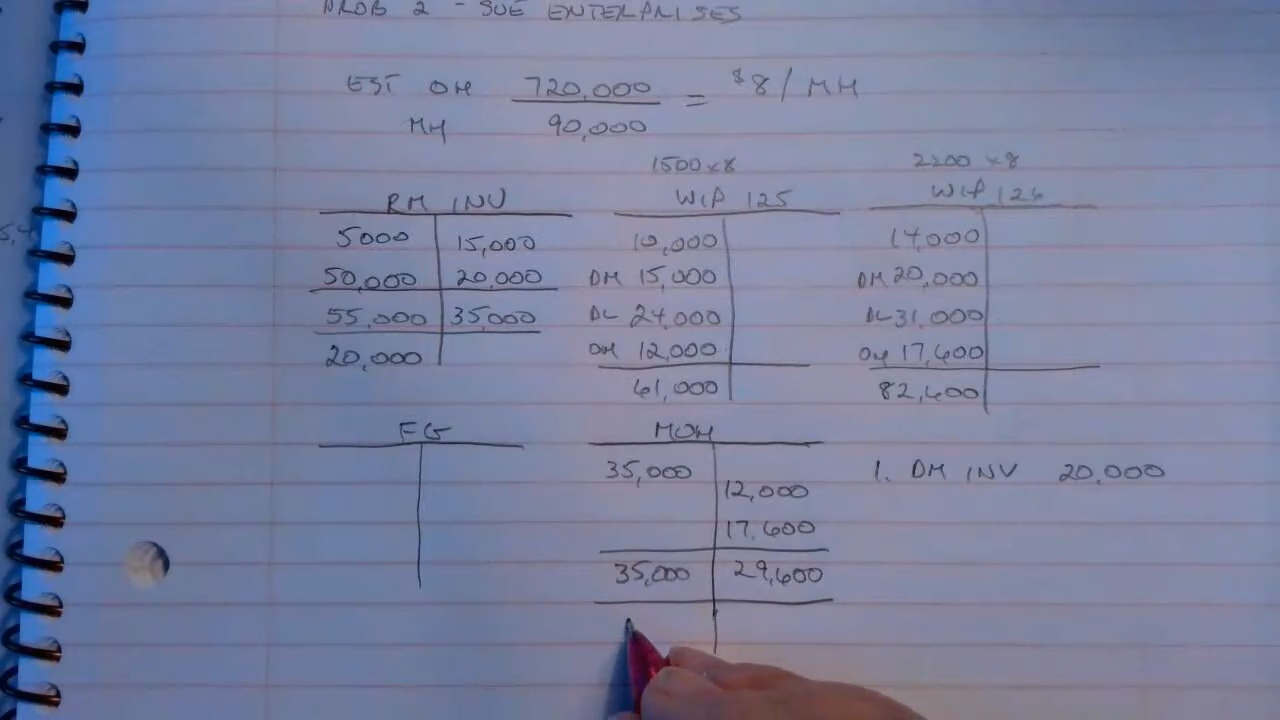 PROB 2 - SUE ENTERPRISES
EST OH 720,000 = $8/MH
MH 90,000
1500 x 8
2200 x 8
RM INV
WIP 125
WIP 126
5000 15,000
10,000
14,000
50,000 20,000
DM 15,000
DM 20,000
55,000 35,000
DL 24,000
DL 31,000
20,000
OH 12,000
OH 17,600
61,000
82,600
FG
MOH
35,000
1. DM INV 20,000
12,000
17,600
35,000 29,600